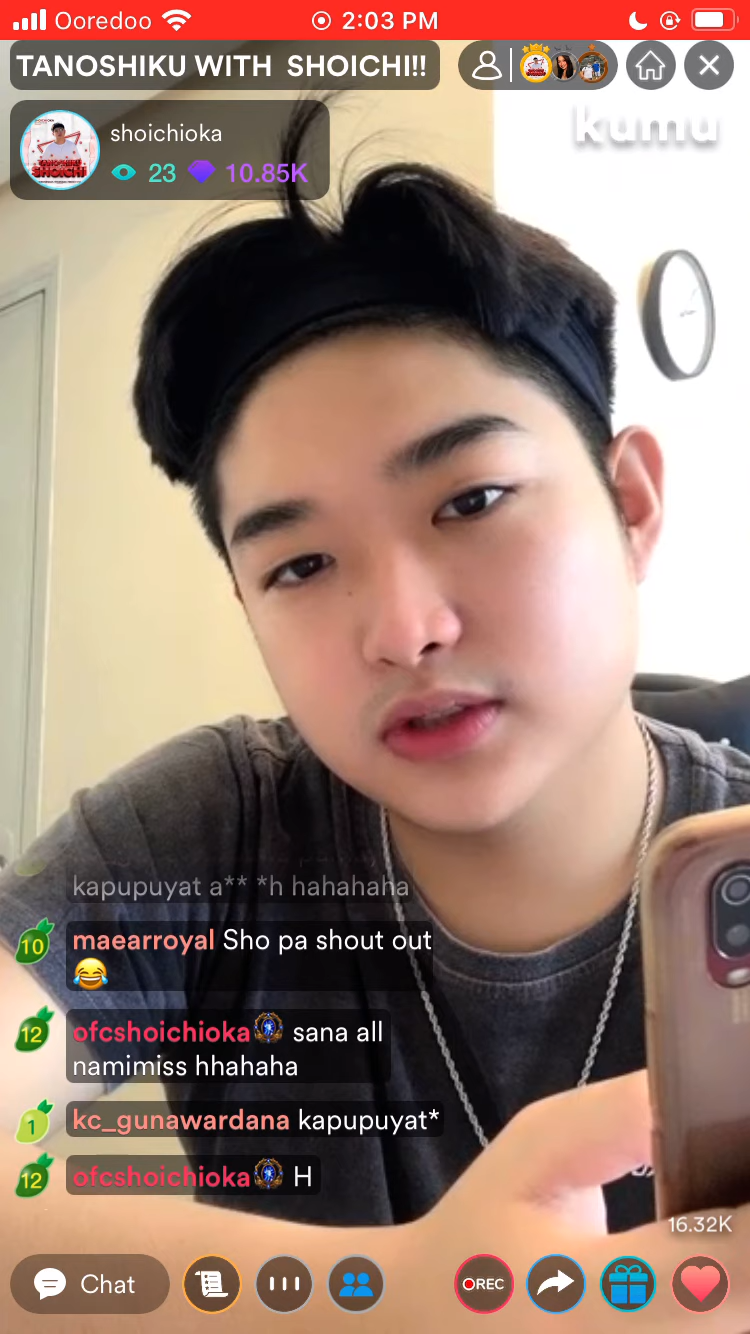 Ooredoo
2:03 PM
TANOSHIKU WITH SHOICHI!!
kumu
shoichioka
23
10.85K
kapupuyat a** *h hahahaha
10
maearroyal Sho pa shout out
😂
12
ofcshoichioka sana all
namimiss hhahaha
1
kc_gunawardana kapupuyat*
12
ofcshoichioka H
16.32K
Chat
REC